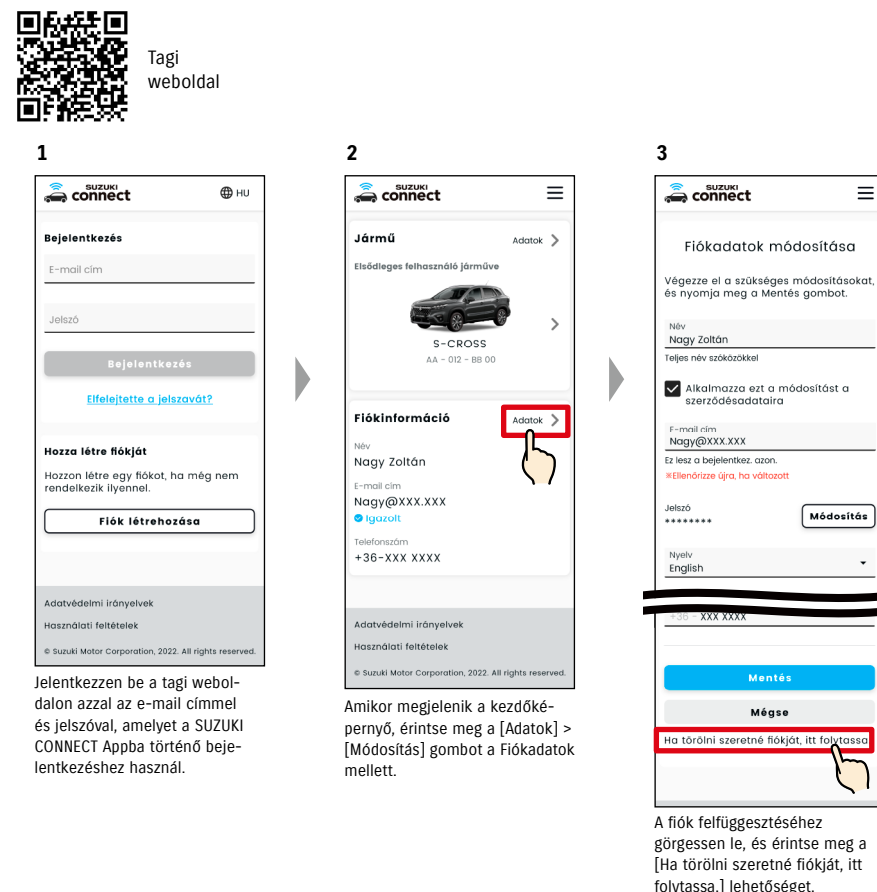 Tagi
weboldal
1
SUZUKI
connect
HU
Bejelentkezés
E-mail cím
Jelszó
Bejelentkezés
Elfelejtette a jelszavát?
Hozza létre fiókját
Hozzon létre egy fiókot, ha még nem
rendelkezik ilyennel.
Fiók létrehozása
Adatvédelmi irányelvek
Használati feltételek
© Suzuki Motor Corporation, 2022. All rights reserved.
Jelentkezzen be a tagi webol-
dalon azzal az e-mail címmel
és jelszóval, amelyet a SUZUKI
CONNECT Appba történő beje-
lentkezéshez használ.
2
SUZUKI
connect
Jármű
Adatok
Elsődleges felhasználó járműve
S-CROSS
AA - 012 - BB 00
Fiókinformáció
Adatok
Név
Nagy Zoltán
E-mail cím
Nagy@XXX.XXX
Igazolt
Telefonszám
+36-XXX XXXX
Adatvédelmi irányelvek
Használati feltételek
© Suzuki Motor Corporation, 2022. All rights reserved.
Amikor megjelenik a kezdőké-
pernyő, érintse meg a [Adatok] >
[Módosítás] gombot a Fiókadatok
mellett.
3
SUZUKI
connect
Fiókadatok módosítása
Végezze el a szükséges módosításokat,
és nyomja meg a Mentés gombot.
Név
Nagy Zoltán
Teljes név szóközökkel
Alkalmazza ezt a módosítást a
szerződésadataira
E-mail cím
Nagy@XXX.XXX
Ez lesz a bejelentkez. azon.
※Ellenőrizze újra, ha változott
Jelszó
********
Módosítás
Nyelv
English
+36 - XXX XXXX
Mentés
Mégse
Ha törölni szeretné fiókját, itt folytassa
A fiók felfüggesztéséhez
görgessen le, és érintse meg a
[Ha törölni szeretné fiókját, itt
folytassa.] lehetőséget.